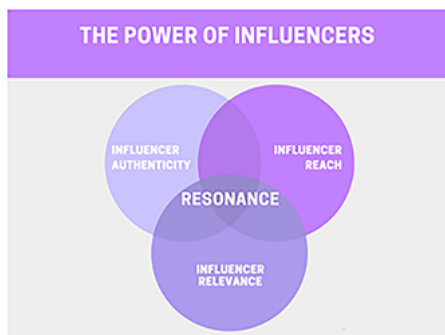 THE POWER OF INFLUENCERS
INFLUENCER
AUTHENTICITY
INFLUENCER
REACH
RESONANCE
INFLUENCER
RELEVANCE